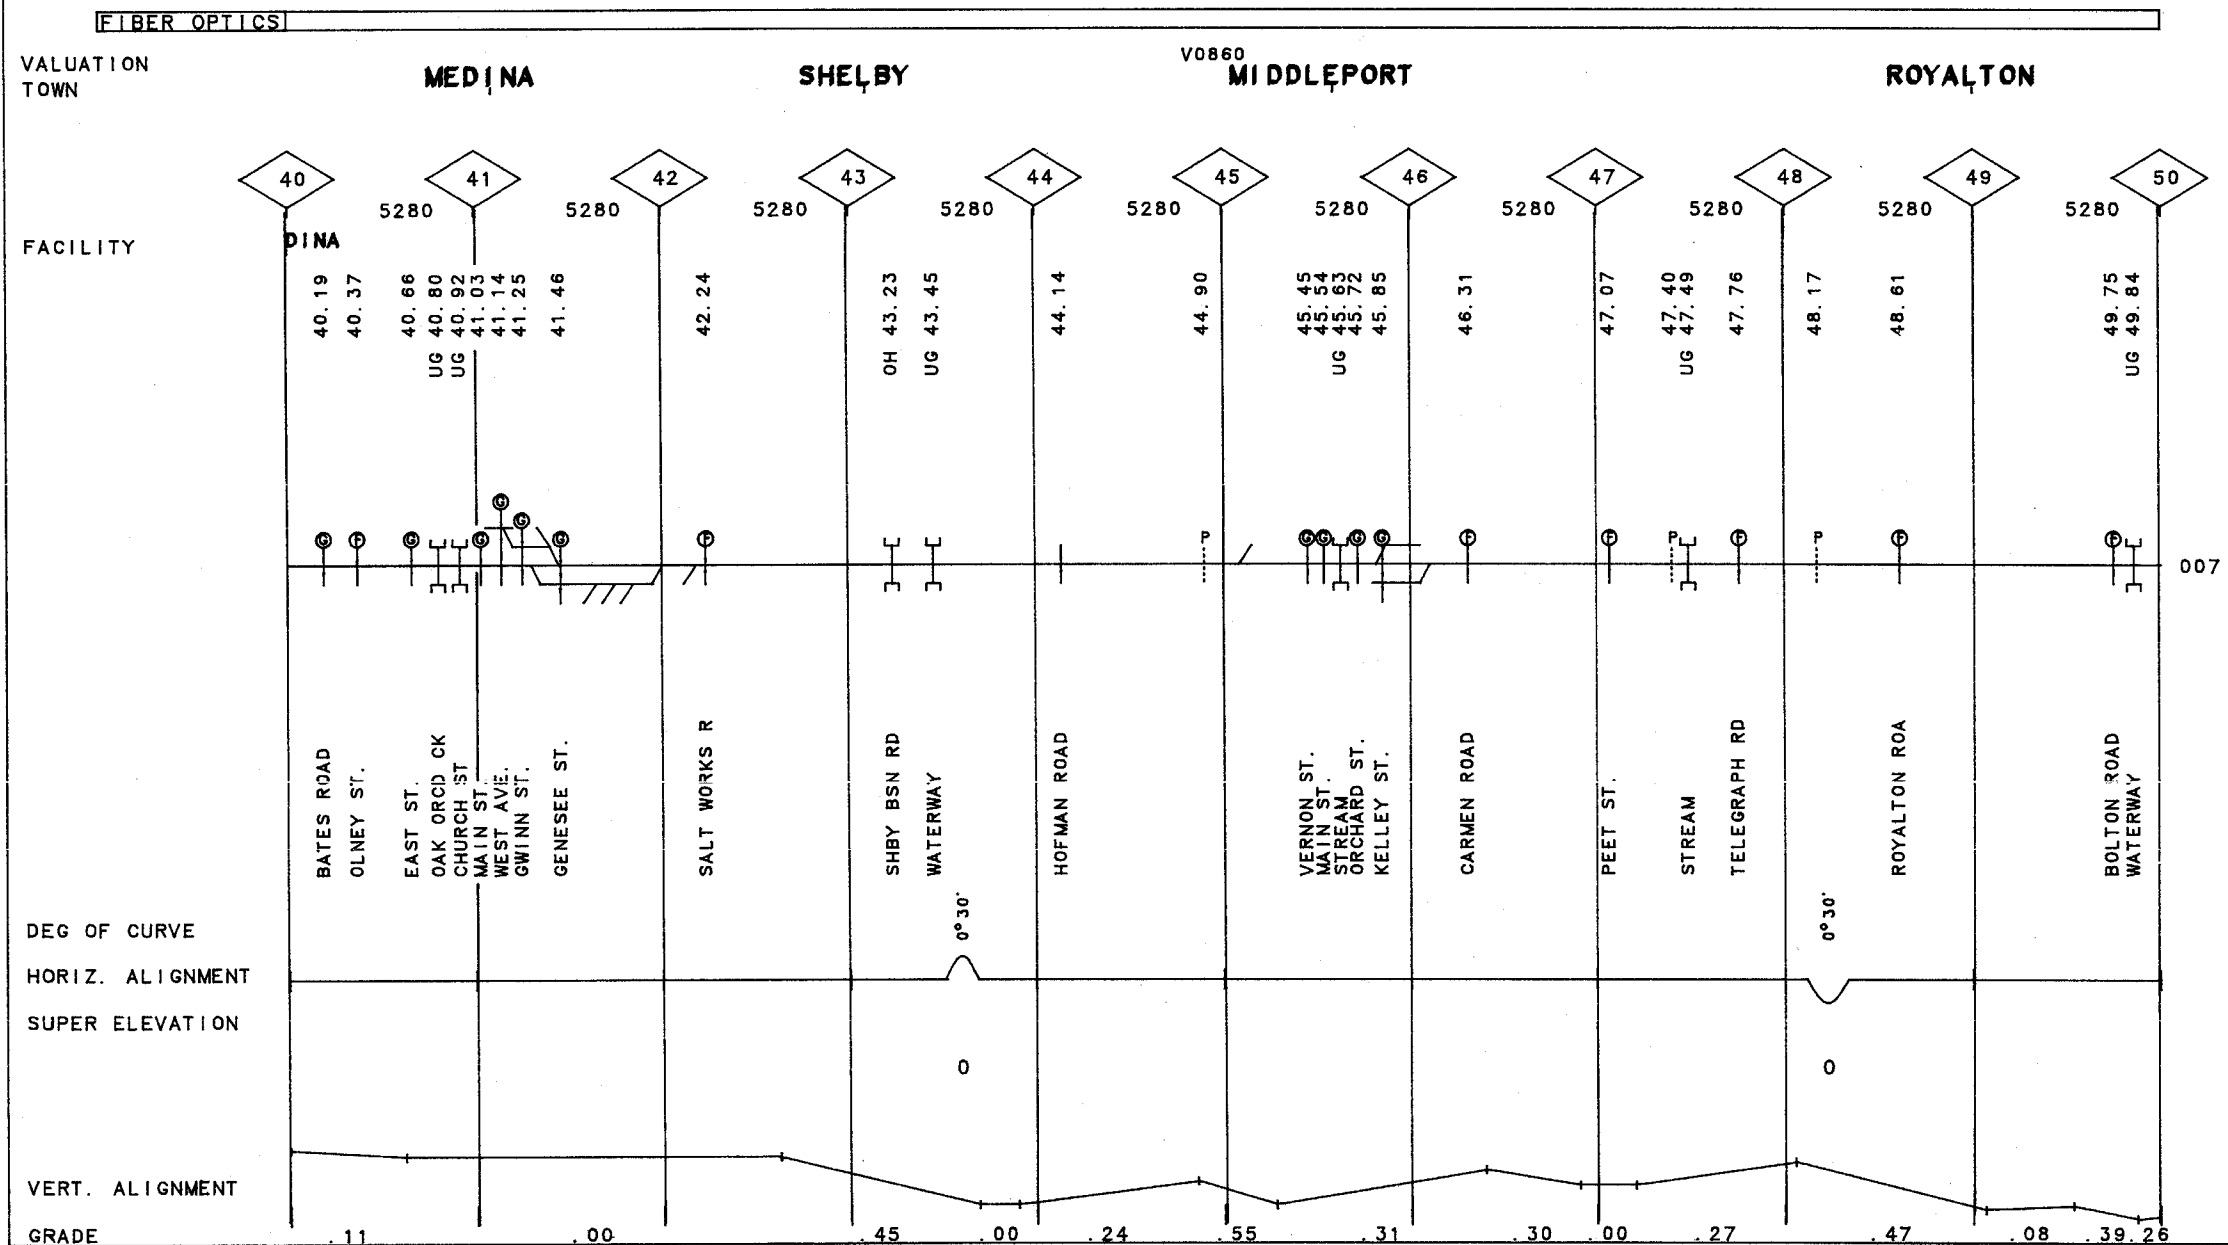 FIBER OPTICS
V0860
VALUATION
TOWN
MEDINA SHELBY MIDDLEPORT ROYALTON
40 41 42 43 44 45 46 47 48 49 50
5280 5280 5280 5280 5280 5280 5280 5280 5280 5280
FACILITY
DINA
40.19
40.37
40.66
UG 40.80
UG 40.92
41.03
41.14
41.25
41.46
42.24
OH 43.23
UG 43.45
44.14
44.90
45.45
45.54
UG 45.63
45.72
45.85
46.31
47.07
47.40
UG 47.49
47.76
48.17
48.61
49.75
UG 49.84
G F G G G G G F P G G G G F F P F P F F
007
BATES ROAD
OLNEY ST.
EAST ST.
OAK ORCD CK
CHURCH ST
MAIN ST.
WEST AVE.
GWINN ST.
GENESEE ST.
SALT WORKS R
SHBY BSN RD
WATERWAY
HOFMAN ROAD
VERNON ST.
MAIN ST.
STREAM
ORCHARD ST.
KELLEY ST.
CARMEN ROAD
PEET ST.
STREAM
TELEGRAPH RD
ROYALTON ROA
BOLTON ROAD
WATERWAY
DEG OF CURVE
0°30'
0°30'
HORIZ. ALIGNMENT
SUPER ELEVATION
0 0
VERT. ALIGNMENT
GRADE .11 .00 .45 .00 .24 .55 .31 .30 .00 .27 .47 .08 .39 .26